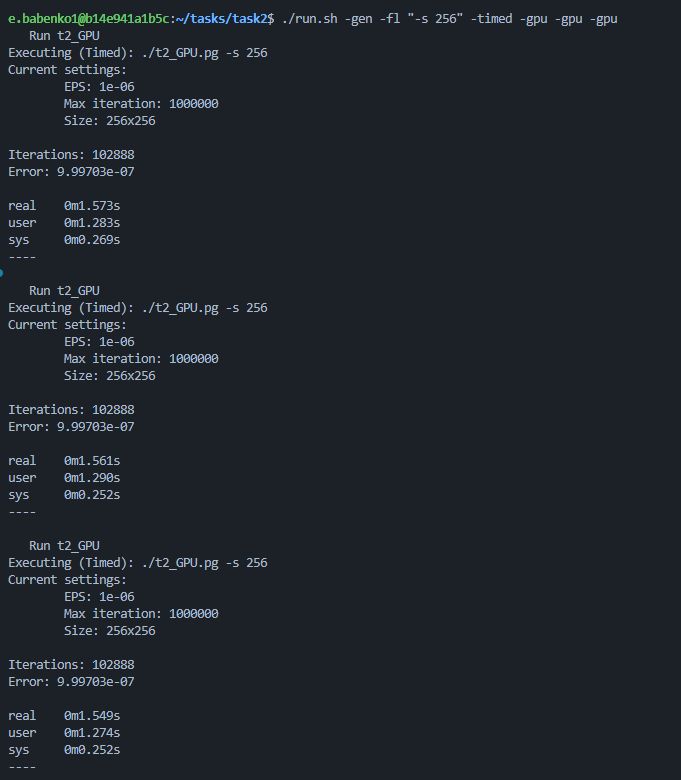 e.babenko1@b14e941a1b5c:~/tasks/task2$ ./run.sh -gen -fl "-s 256" -timed -gpu -gpu -gpu
Run t2_GPU
Executing (Timed): ./t2_GPU.pg -s 256
Current settings:
EPS: 1e-06
Max iteration: 1000000
Size: 256x256
Iterations: 102888
Error: 9.99703e-07
real 0m1.573s
user 0m1.283s
sys 0m0.269s
----
Run t2_GPU
Executing (Timed): ./t2_GPU.pg -s 256
Current settings:
EPS: 1e-06
Max iteration: 1000000
Size: 256x256
Iterations: 102888
Error: 9.99703e-07
real 0m1.561s
user 0m1.290s
sys 0m0.252s
----
Run t2_GPU
Executing (Timed): ./t2_GPU.pg -s 256
Current settings:
EPS: 1e-06
Max iteration: 1000000
Size: 256x256
Iterations: 102888
Error: 9.99703e-07
real 0m1.549s
user 0m1.274s
sys 0m0.252s
----